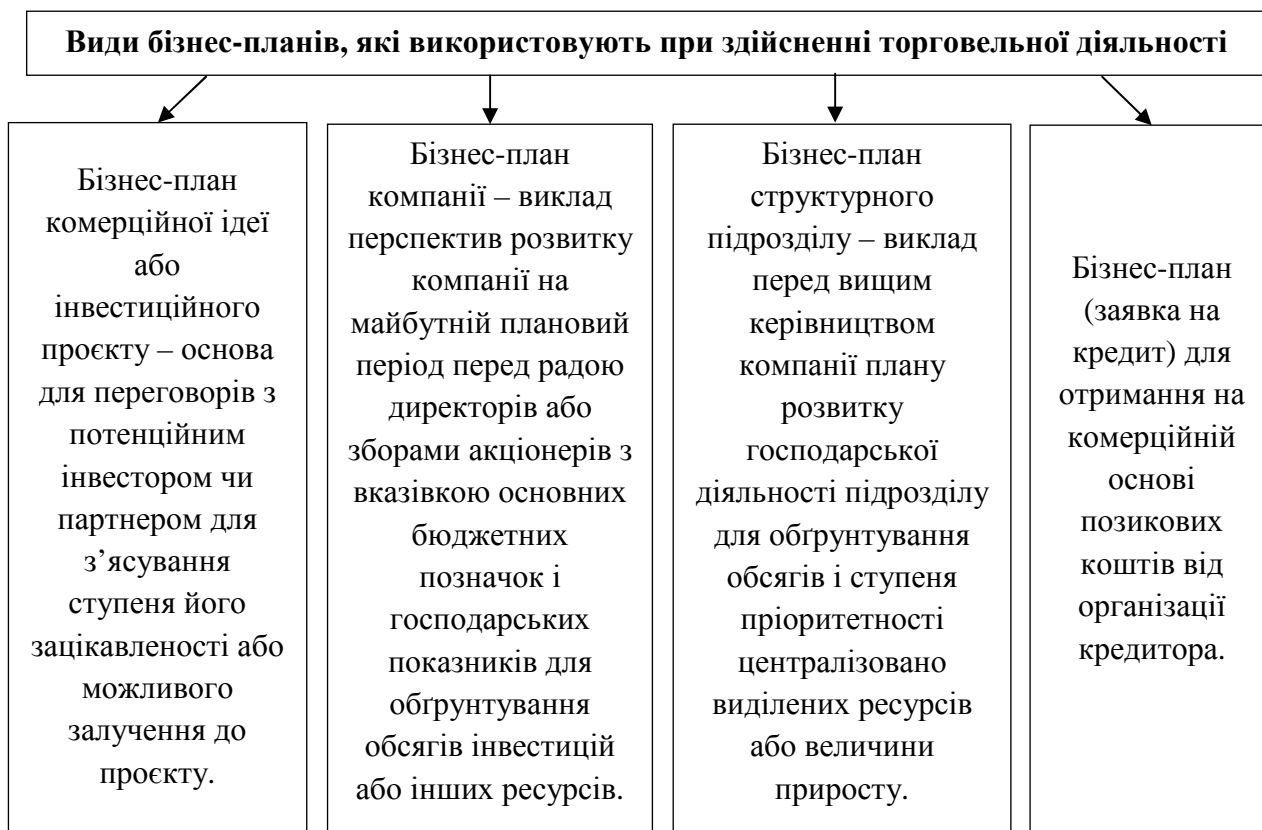 Види бізнес-планів, які використовують при здійсненні торговельної діяльності
Бізнес-план
комерційної ідеї
або
інвестиційного
проєкту – основа
для переговорів з
потенційним
інвестором чи
партнером для
з’ясування
ступеня його
зацікавленості або
можливого
залучення до
проєкту.
Бізнес-план
компанії – виклад
перспектив розвитку
компанії на
майбутній плановий
період перед радою
директорів або
зборами акціонерів з
вказівкою основних
бюджетних
позначок і
господарських
показників для
обґрунтування
обсягів інвестицій
або інших ресурсів.
Бізнес-план
структурного
підрозділу – виклад
перед вищим
керівництвом
компанії плану
розвитку
господарської
діяльності підрозділу
для обґрунтування
обсягів і ступеня
пріоритетності
централізовано
виділених ресурсів
або величини
приросту.
Бізнес-план
(заявка на
кредит) для
отримання на
комерційній
основі
позикових
коштів від
організації
кредитора.